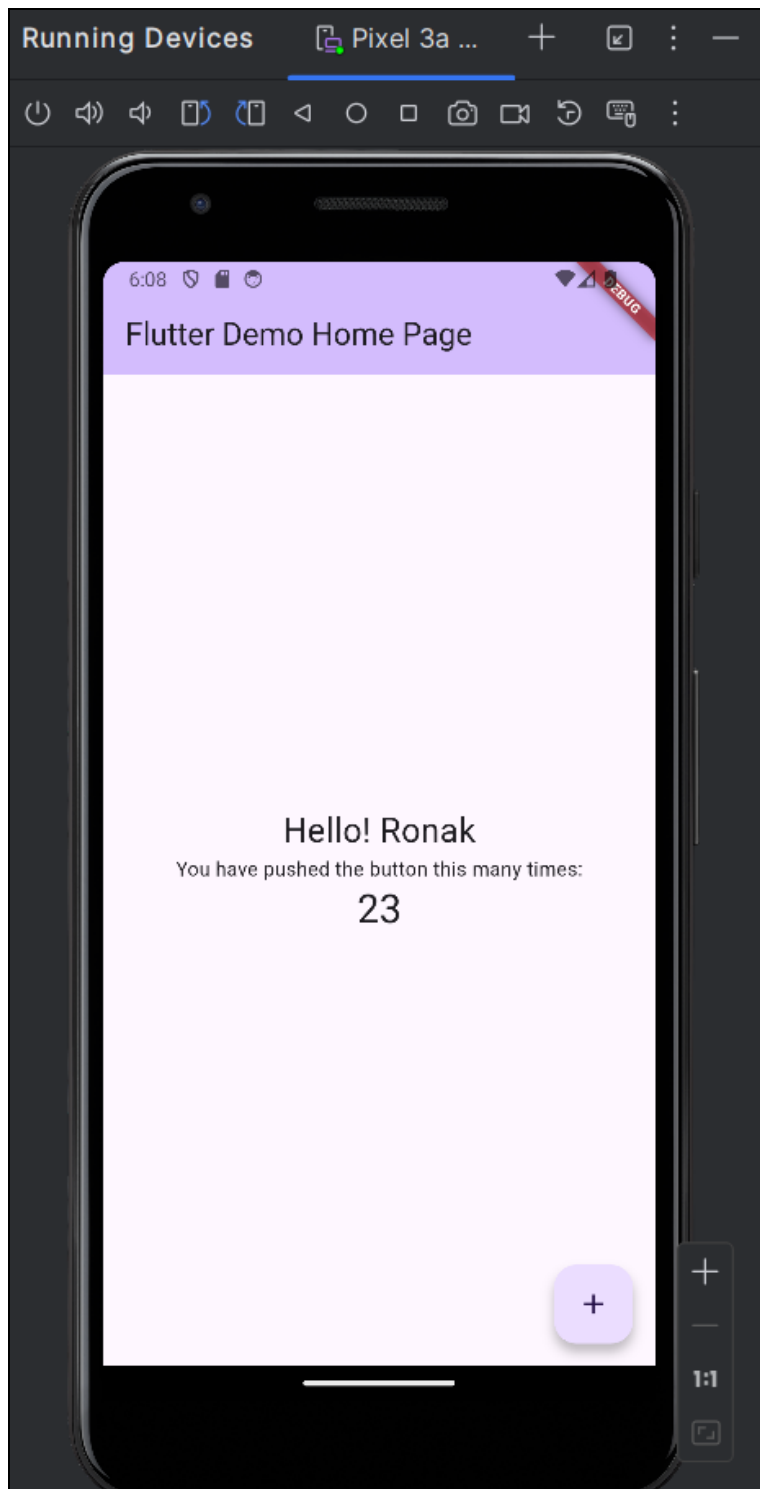 Running Devices
Pixel 3a ...
6:08
DEBUG
Flutter Demo Home Page
Hello! Ronak
You have pushed the button this many times:
23
+
1:1